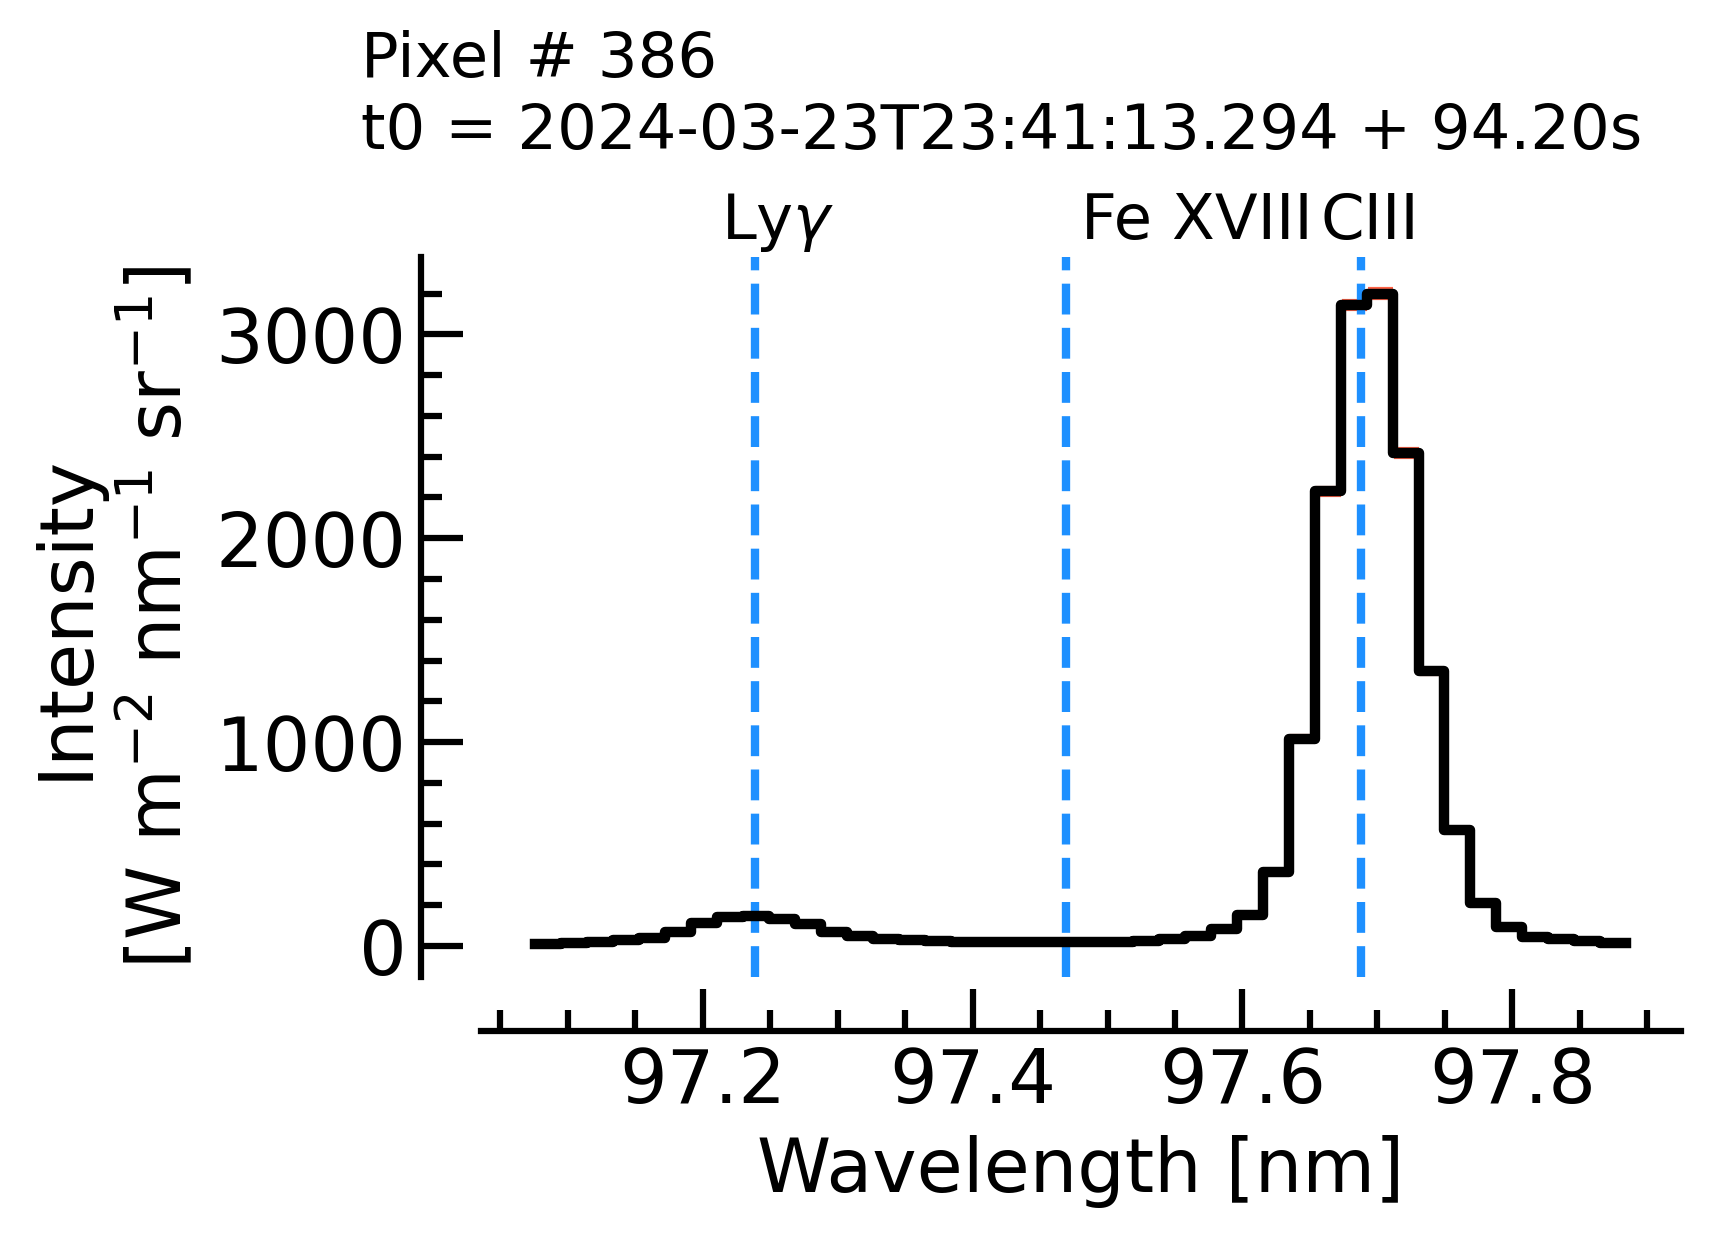 Pixel # 386
t0 = 2024-03-23T23:41:13.294 + 94.20s
Lyγ Fe XVIII CIII
Intensity
[W m⁻² nm⁻¹ sr⁻¹]
3000
2000
1000
0
97.2 97.4 97.6 97.8
Wavelength [nm]